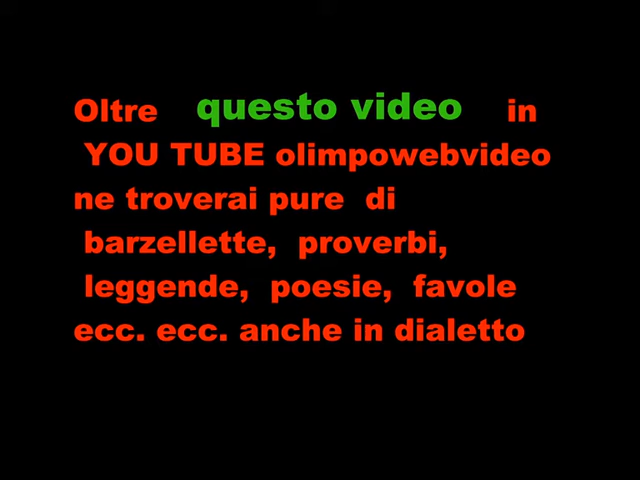 Oltre questo video in
YOU TUBE olimpowebvideo
ne troverai pure di
barzellette, proverbi,
leggende, poesie, favole
ecc. ecc. anche in dialetto